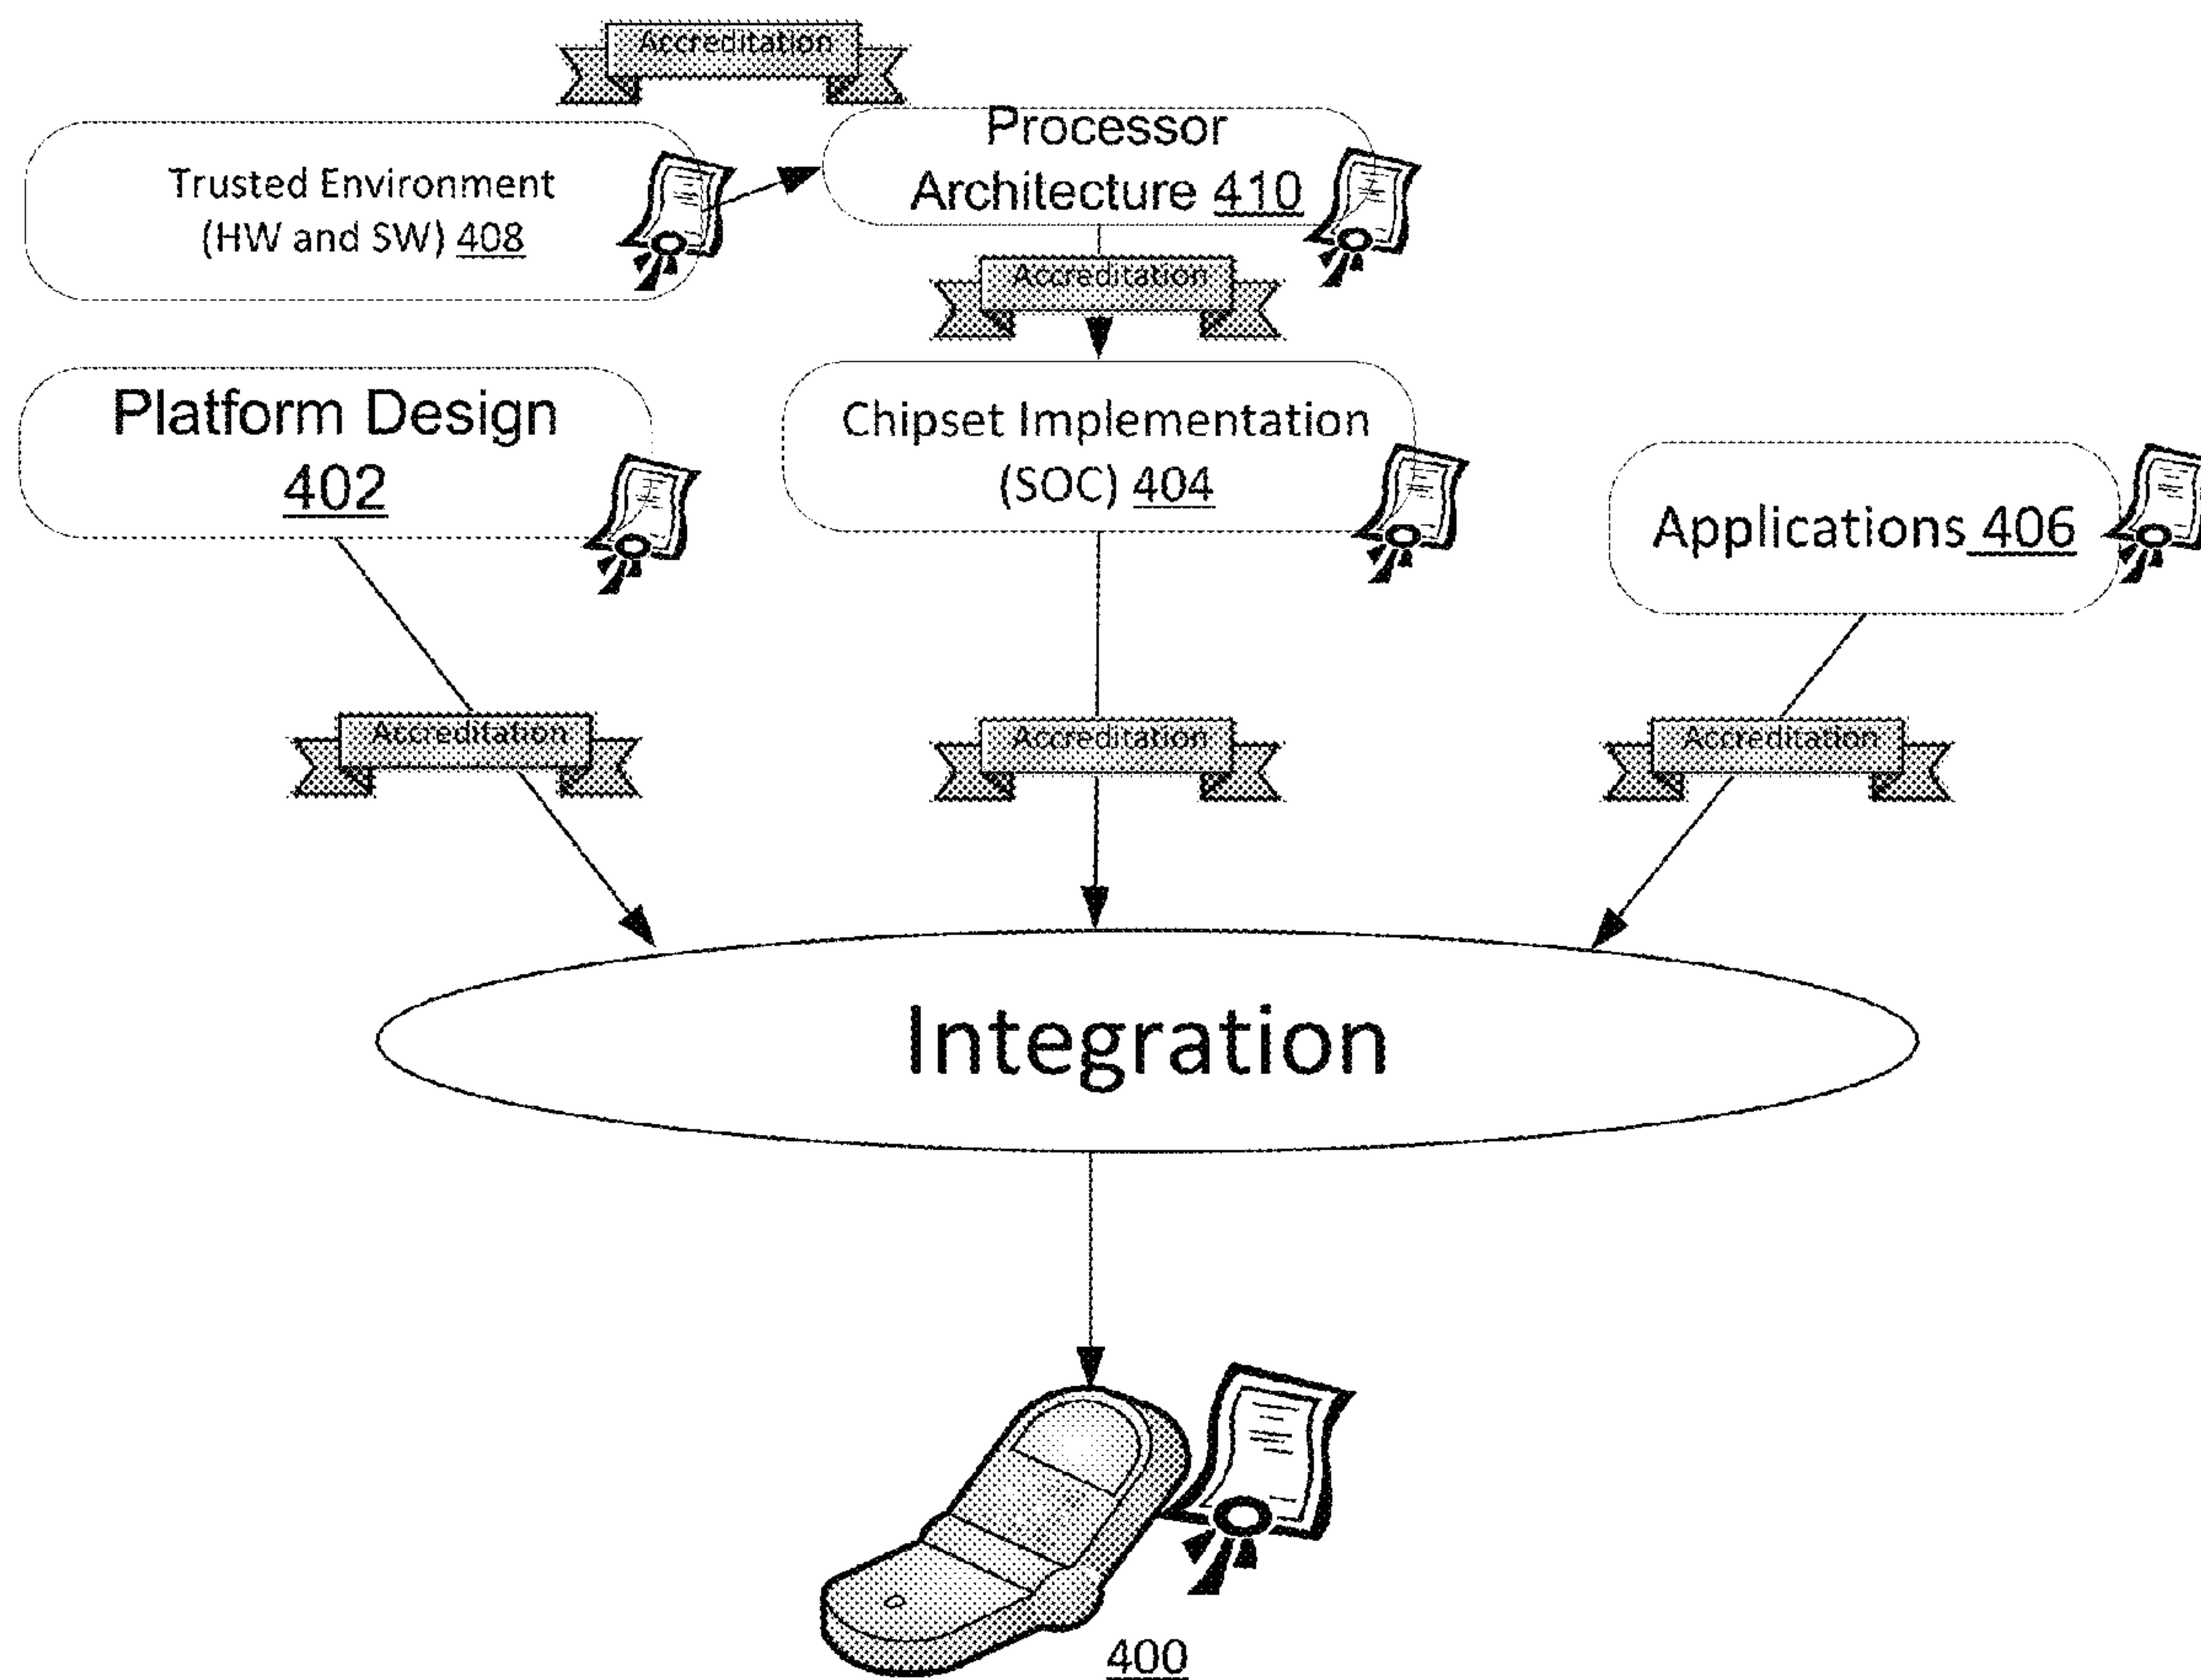 Accreditation
Processor
Architecture 410
Trusted Environment
(HW and SW) 408
Accreditation
Platform Design
402
Chipset Implementation
(SOC) 404
Applications 406
Accreditation
Accreditation
Accreditation
Integration
400